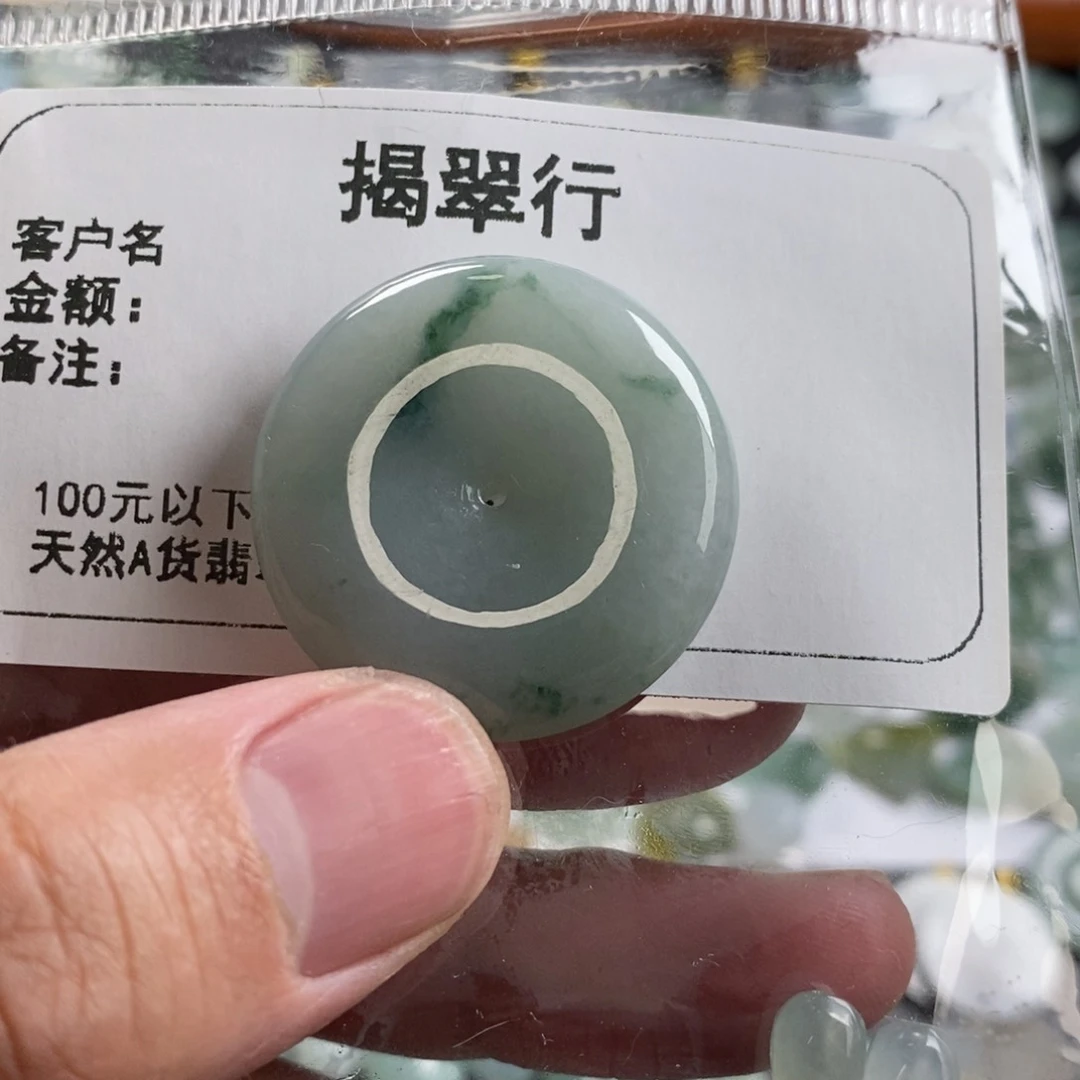 揭翠行
客户名
金额：
备注：
100元以下
天然A货翡